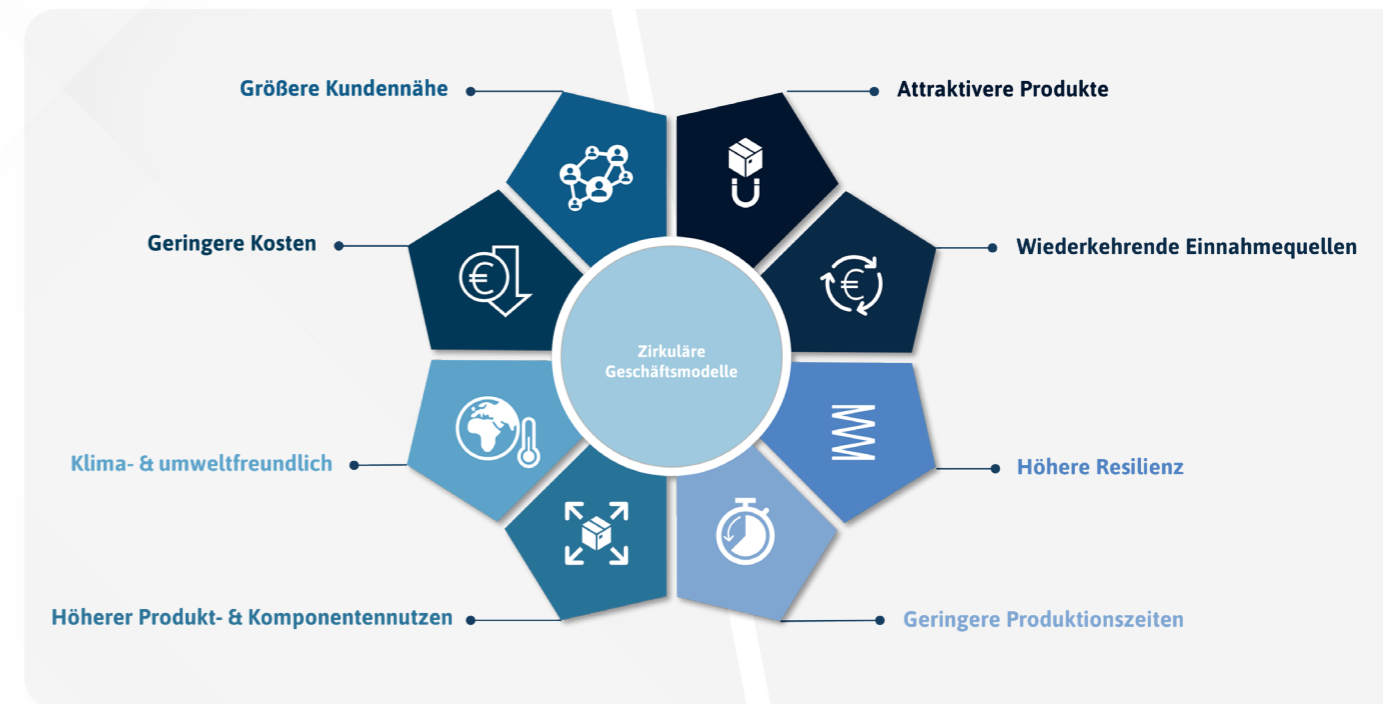 Größere Kundennähe
Attraktivere Produkte
Geringere Kosten
Wiederkehrende Einnahmequellen
Zirkuläre
Geschäftsmodelle
Klima- & umweltfreundlich
Höhere Resilienz
Höherer Produkt- & Komponentennutzen
Geringere Produktionszeiten